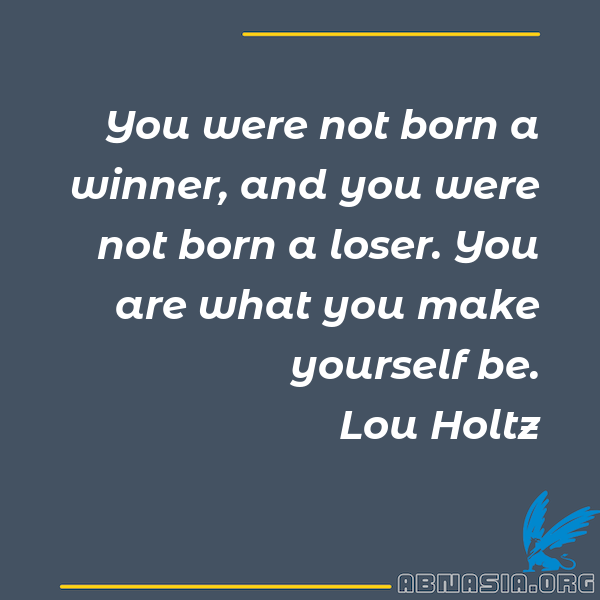 You were not born a
winner, and you were
not born a loser. You
are what you make
yourself be.
Lou Holtz
ABNASIA.ORG